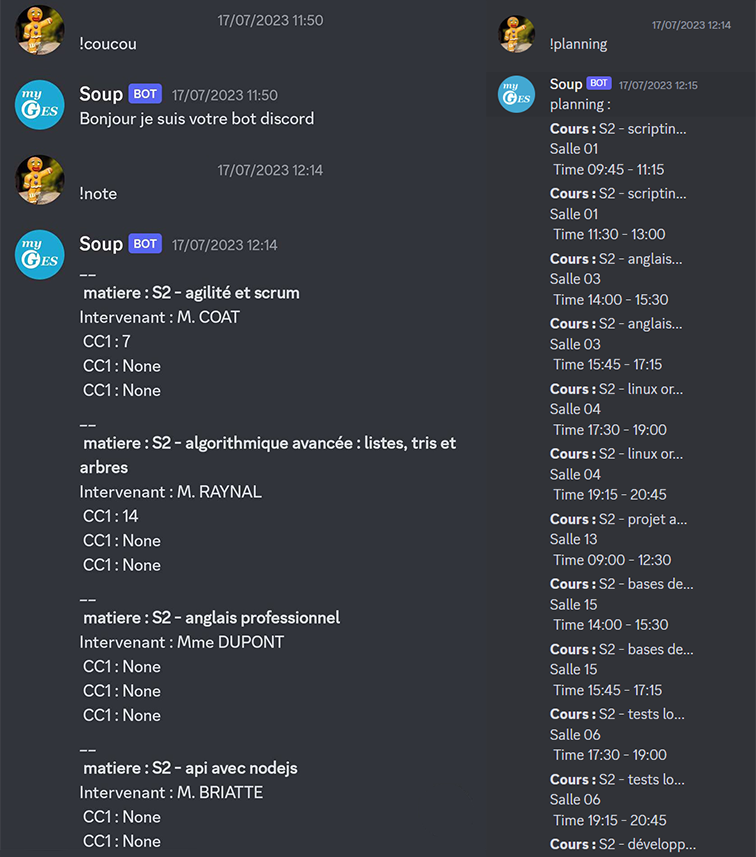 17/07/2023 11:50
!coucou
my GES
Soup BOT 17/07/2023 11:50
Bonjour je suis votre bot discord
17/07/2023 12:14
!note
my GES
Soup BOT 17/07/2023 12:14
__
matiere : S2 - agilité et scrum
Intervenant : M. COAT
CC1 : 7
CC1 : None
CC1 : None
__
matiere : S2 - algorithmique avancée : listes, tris et
arbres
Intervenant : M. RAYNAL
CC1 : 14
CC1 : None
CC1 : None
__
matiere : S2 - anglais professionnel
Intervenant : Mme DUPONT
CC1 : None
CC1 : None
CC1 : None
__
matiere : S2 - api avec nodejs
Intervenant : M. BRIATTE
CC1 : None
CC1 : None
17/07/2023 12:14
!planning
my GES
Soup BOT 17/07/2023 12:15
planning :
Cours : S2 - scriptin...
Salle 01
Time 09:45 - 11:15
Cours : S2 - scriptin...
Salle 01
Time 11:30 - 13:00
Cours : S2 - anglais...
Salle 03
Time 14:00 - 15:30
Cours : S2 - anglais...
Salle 03
Time 15:45 - 17:15
Cours : S2 - linux or...
Salle 04
Time 17:30 - 19:00
Cours : S2 - linux or...
Salle 04
Time 19:15 - 20:45
Cours : S2 - projet a...
Salle 13
Time 09:00 - 12:30
Cours : S2 - bases de...
Salle 15
Time 14:00 - 15:30
Cours : S2 - bases de...
Salle 15
Time 15:45 - 17:15
Cours : S2 - tests lo...
Salle 06
Time 17:30 - 19:00
Cours : S2 - tests lo...
Salle 06
Time 19:15 - 20:45
Cours : S2 - développ...